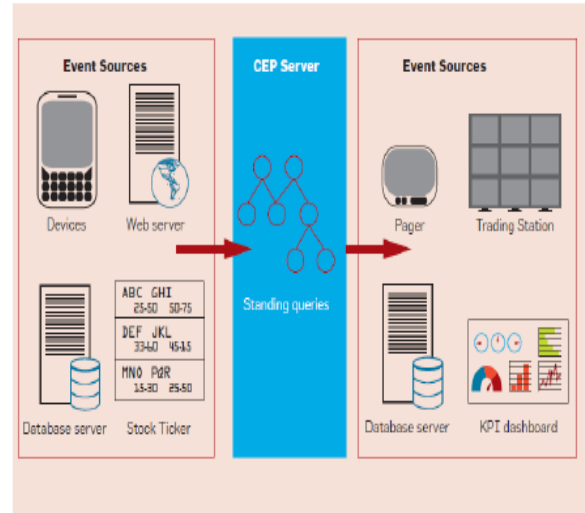 Event Sources
Devices
Web server
Database server
ABC GHI
25-50 50-75
DEF JKL
33-60 45-15
MNO PQR
15-30 25-50
Stock Ticker
CEP Server
Standing queries
Event Sources
Pager
Trading Station
Database server
KPI dashboard